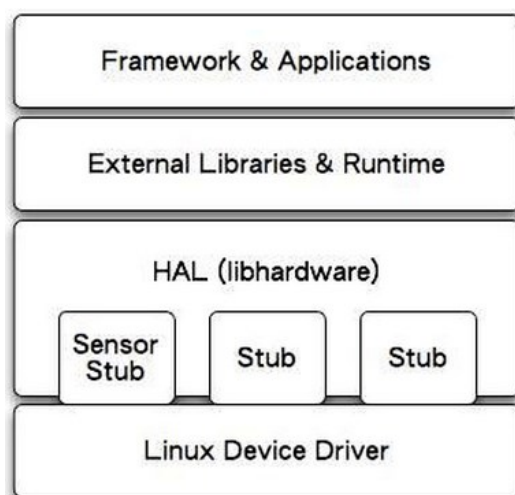 Framework & Applications
External Libraries & Runtime
HAL (libhardware)
Sensor
Stub
Stub
Stub
Linux Device Driver